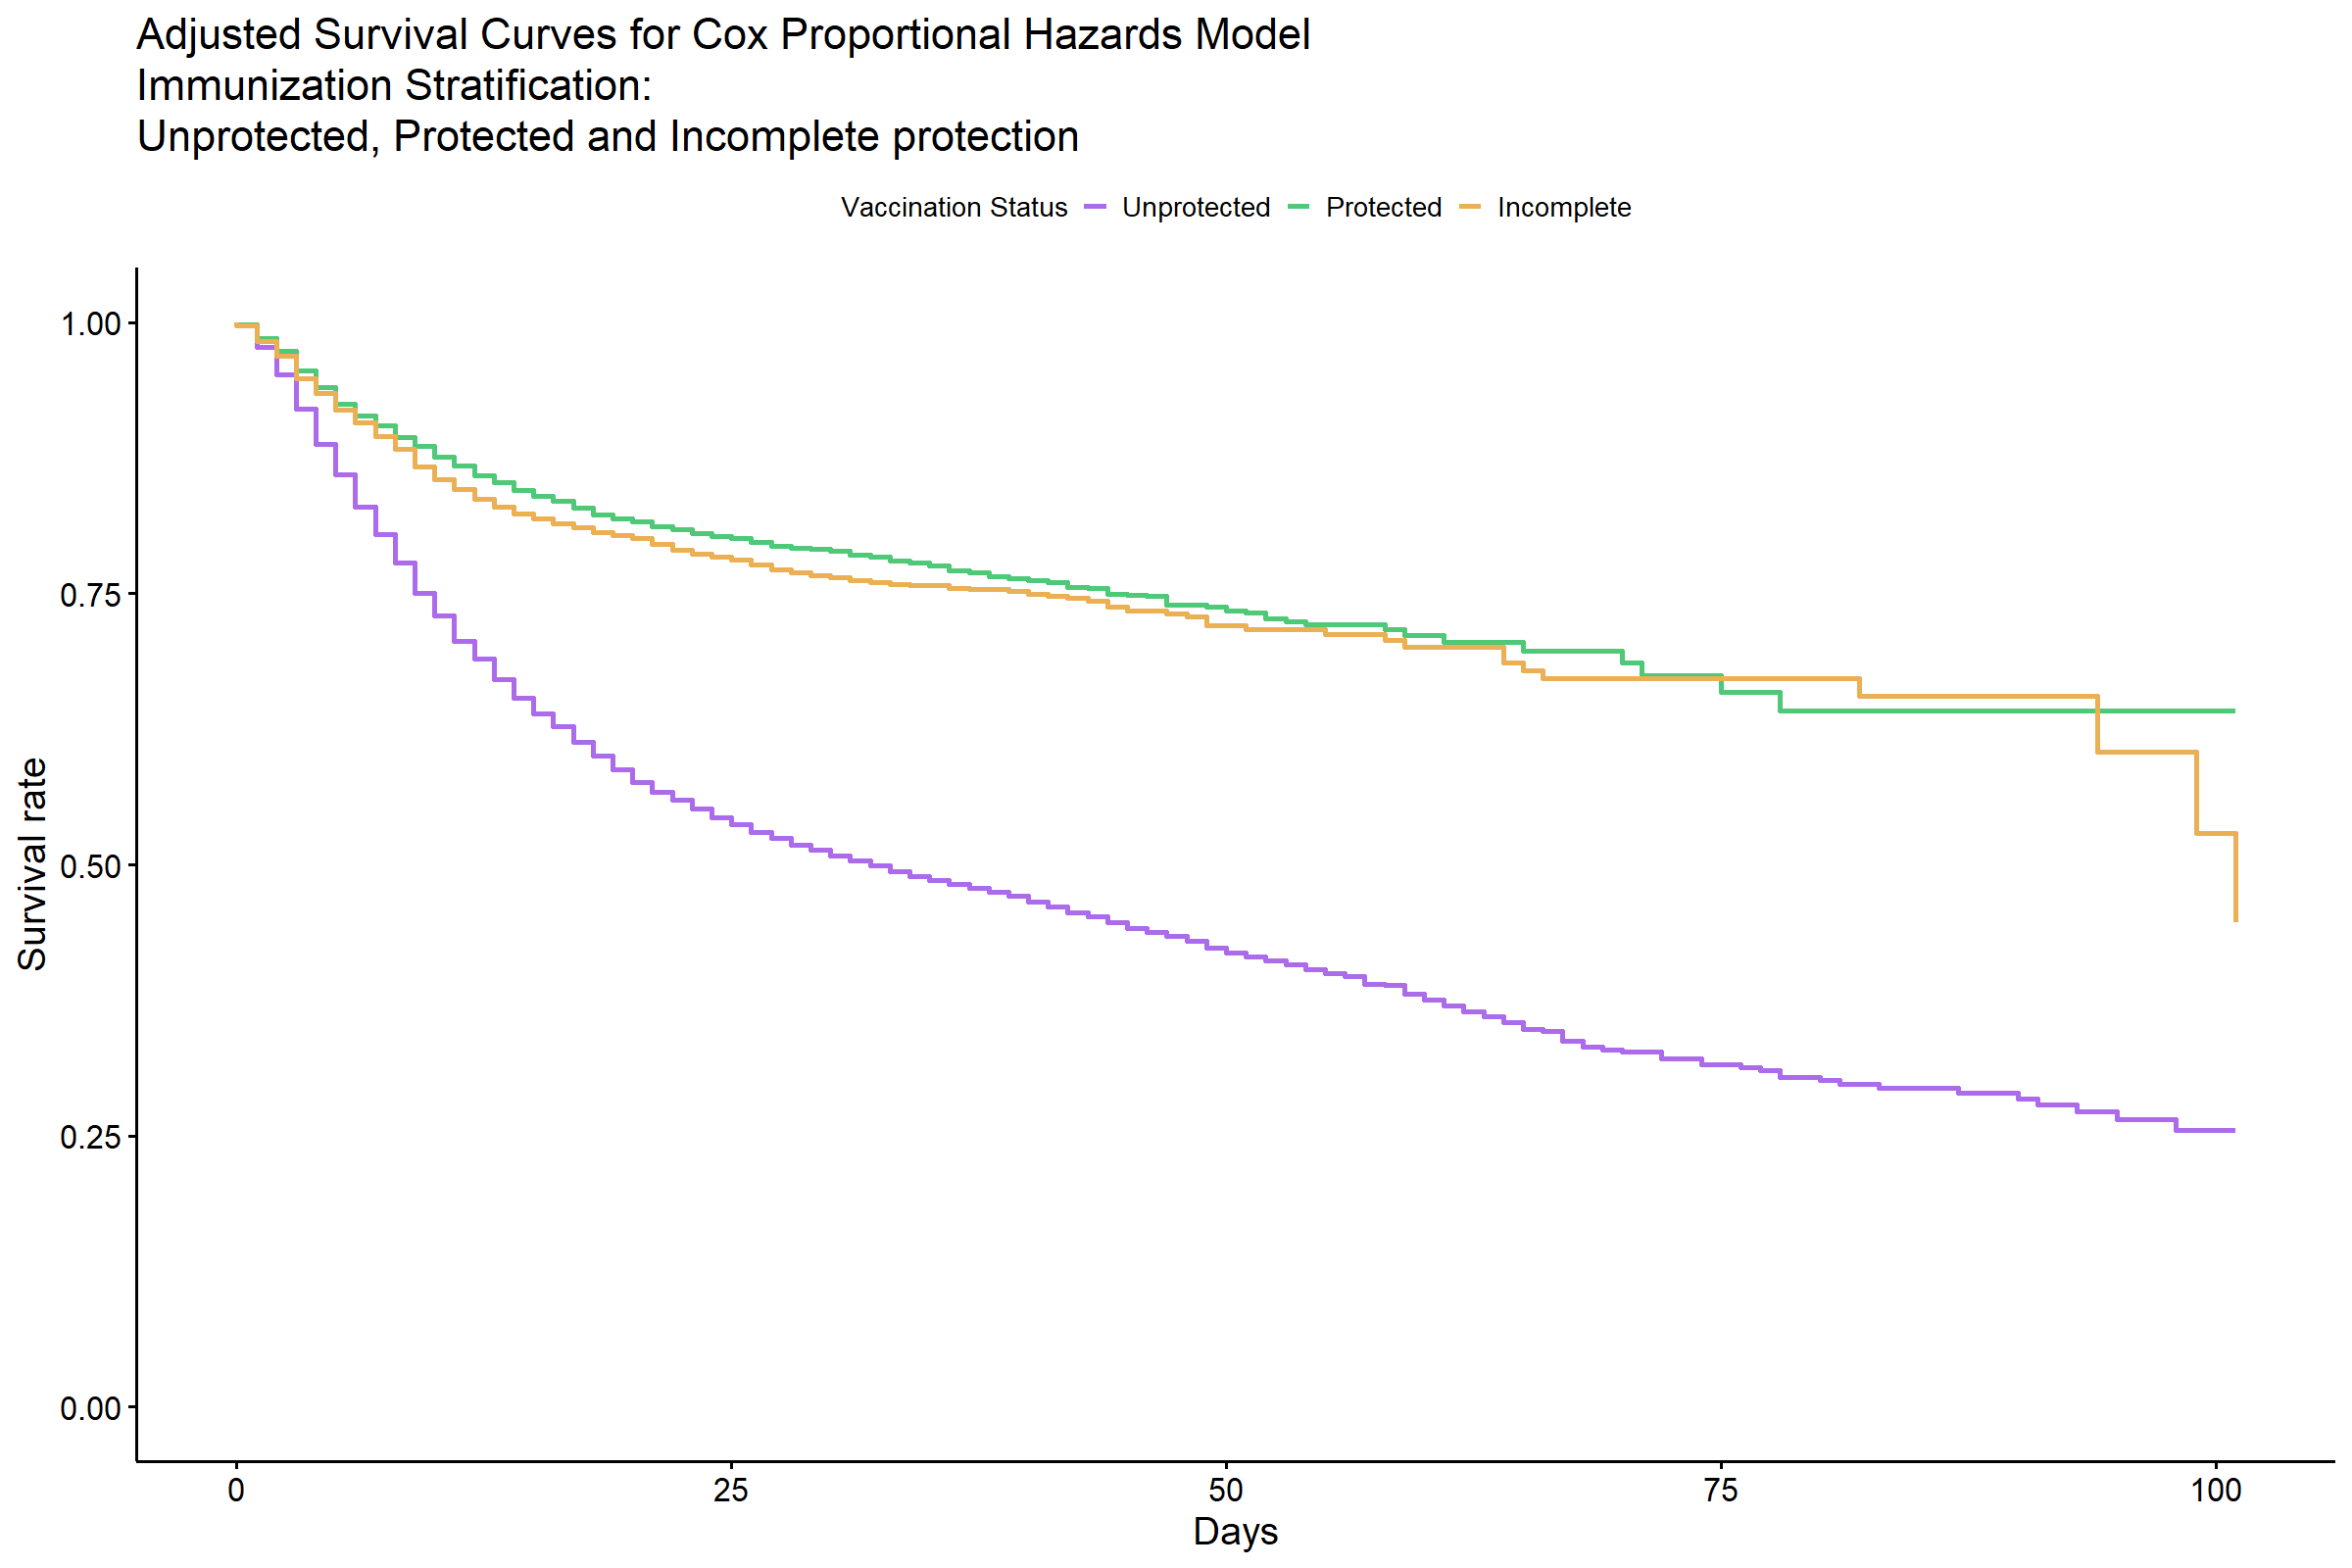 Adjusted Survival Curves for Cox Proportional Hazards Model
Immunization Stratification:
Unprotected, Protected and Incomplete protection
Vaccination Status Unprotected Protected Incomplete
1.00
0.75
0.50
0.25
0.00
Survival rate
0 25 50 75 100
Days